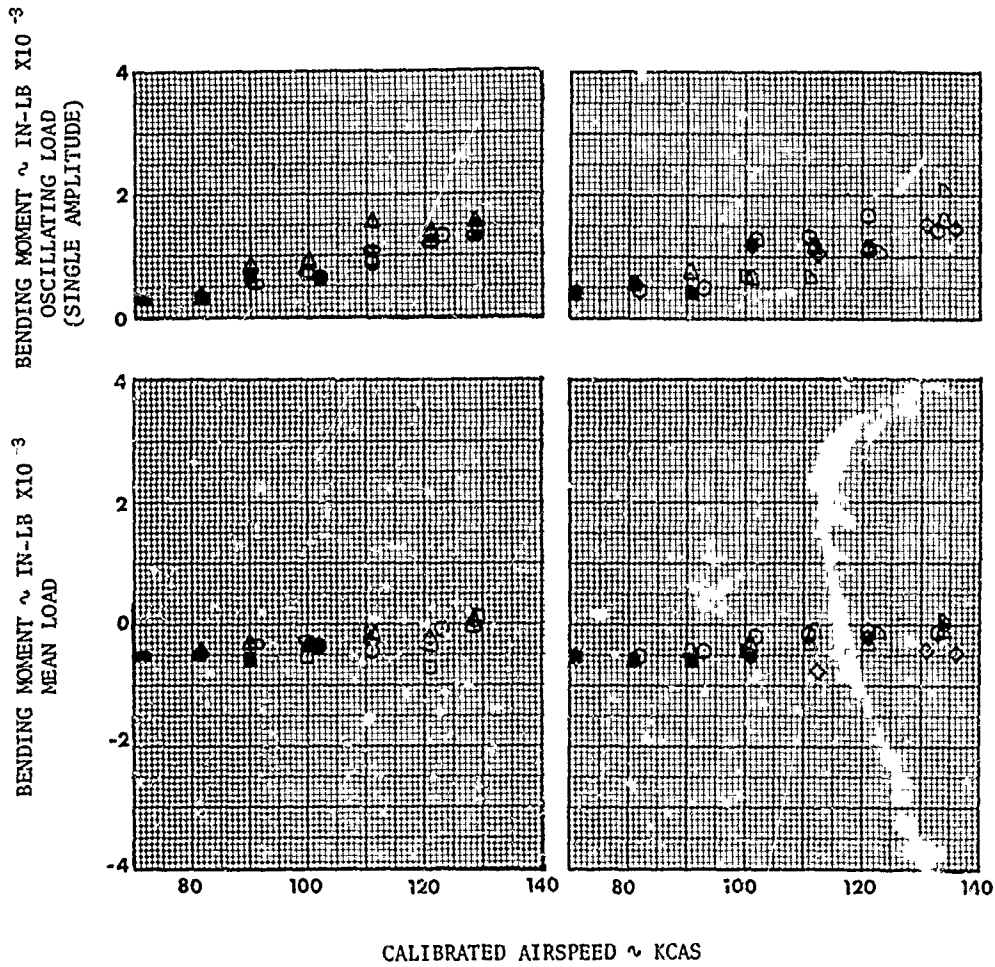 BENDING MOMENT ~ IN-LB X10 -3
OSCILLATING LOAD
(SINGLE AMPLITUDE)
4
2
0
BENDING MOMENT ~ IN-LB X10 -3
MEAN LOAD
4
2
0
-2
-4
80 100 120 140 80 100 120 140
CALIBRATED AIRSPEED ~ KCAS